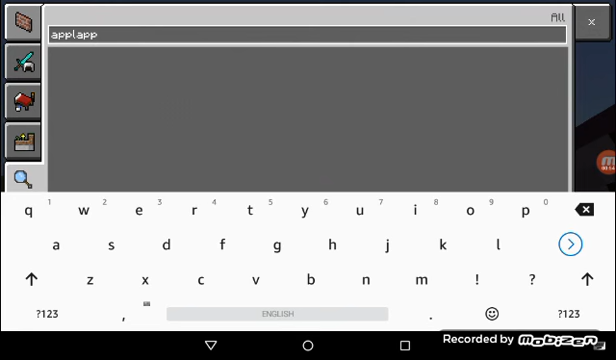 All
applapp
x
q 1 w 2 e 3 r 4 t 5 y 6 u 7 i 8 o 9 p 0
a s d f g h j k l
z x c v b n m ! ?
?123 , ENGLISH . ?123
Recorded by mobizen